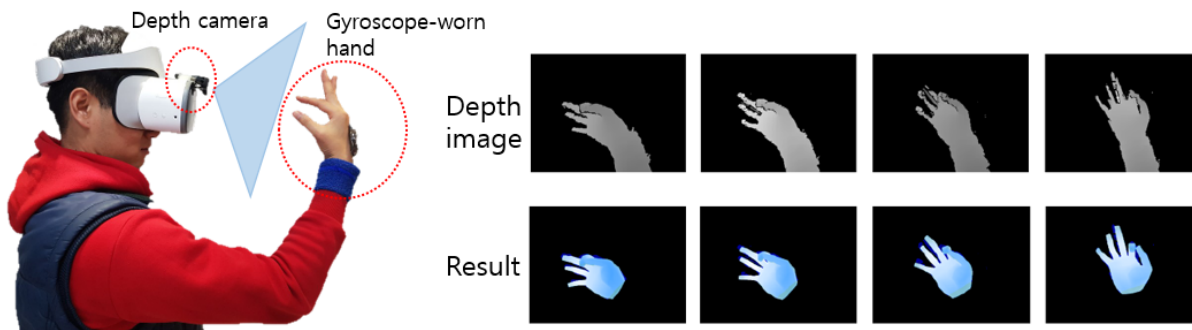 Depth camera
Gyroscope-worn
hand
Depth
image
Result